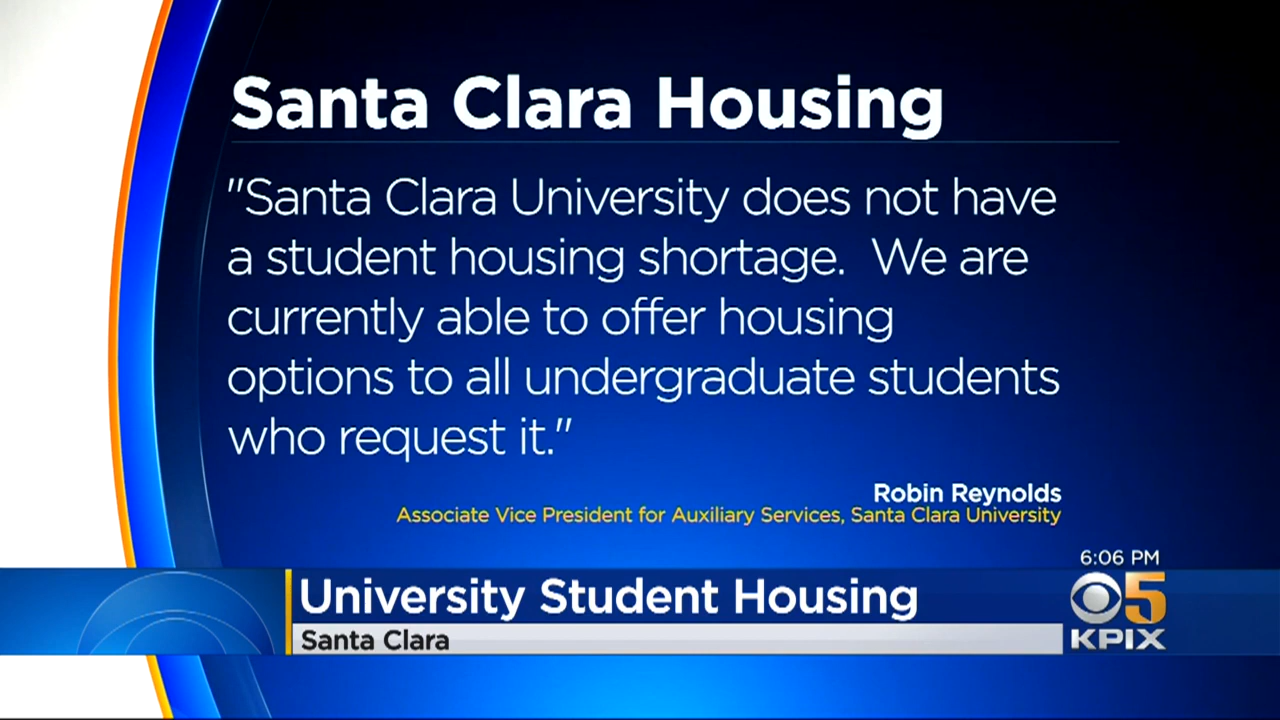 Santa Clara Housing
"Santa Clara University does not have
a student housing shortage.  We are
currently able to offer housing
options to all undergraduate students
who request it."
Robin Reynolds
Associate Vice President for Auxiliary Services, Santa Clara University
6:06 PM
University Student Housing
5
Santa Clara
KPIX